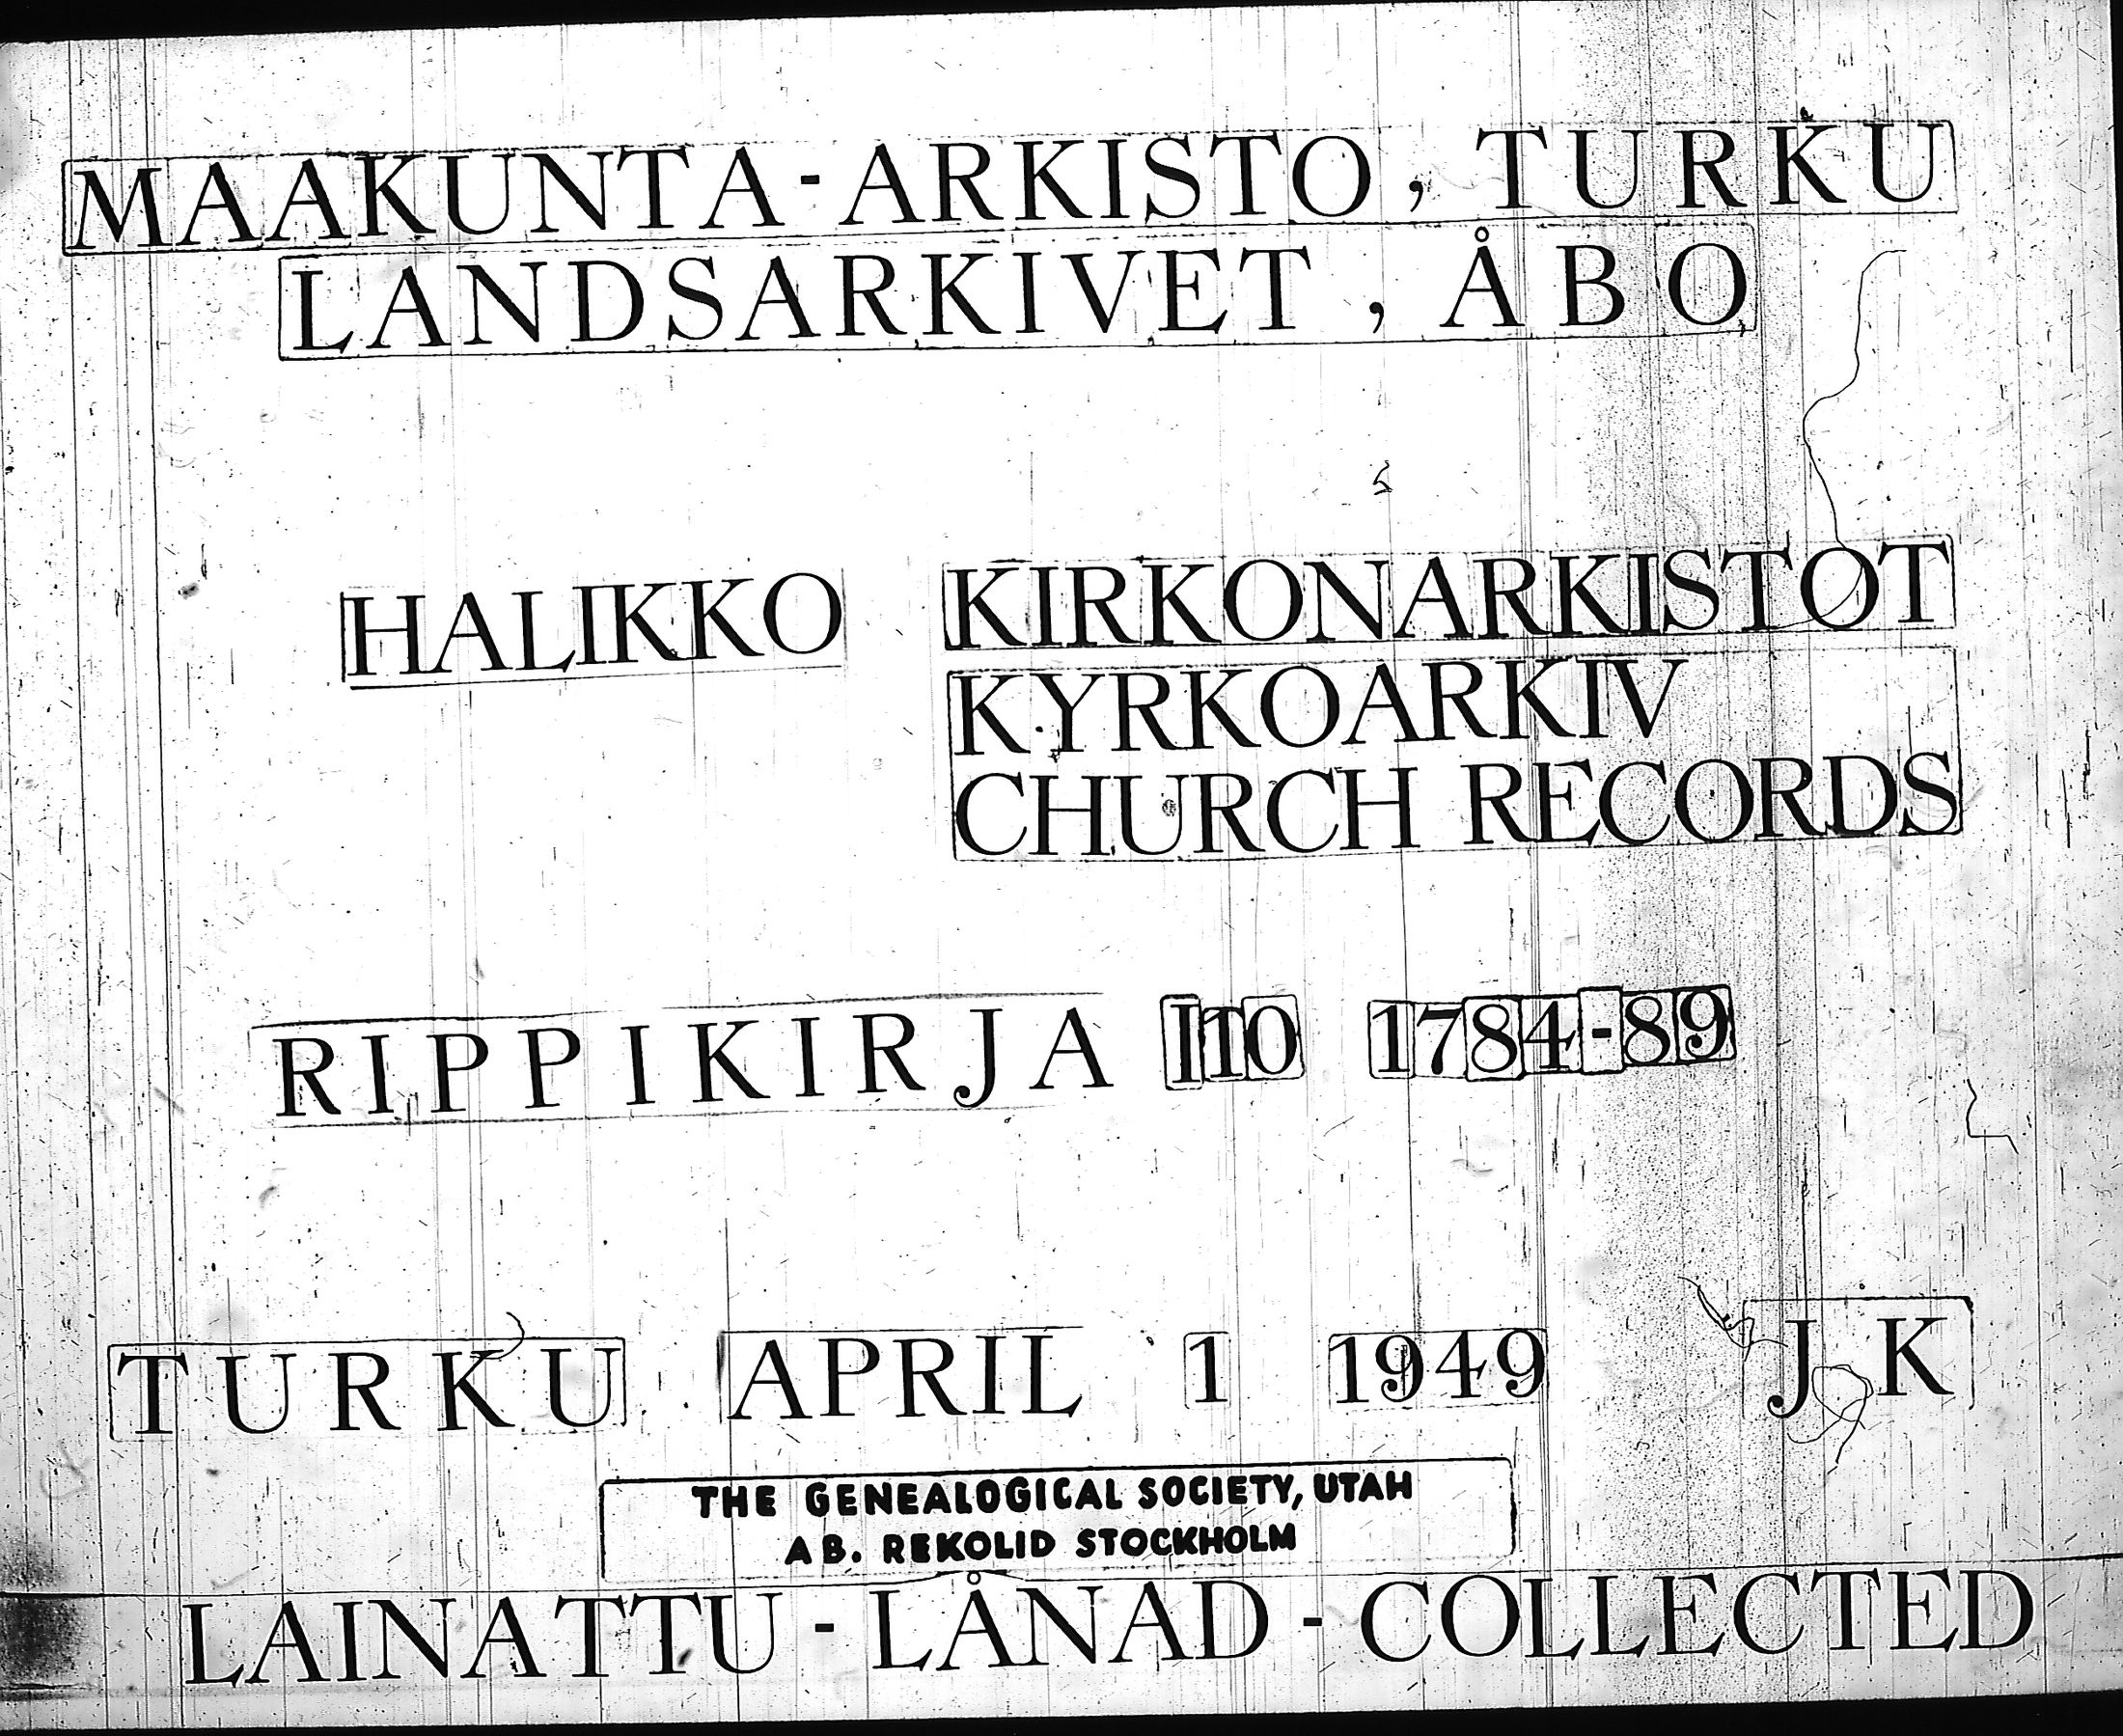 MAAKUNTA-ARKISTO, TURKU
LANDSARKIVET, ÅBO
HALIKKO KIRKONARKISTOT
KYRKOARKIV
CHURCH RECORDS
RIPPIKIRJA I10 1784-89
TURKU APRIL 1 1949 J K
THE GENEALOGICAL SOCIETY, UTAH
AB. REKOLID STOCKHOLM
LAINATTU - LÅNAD - COLLECTED